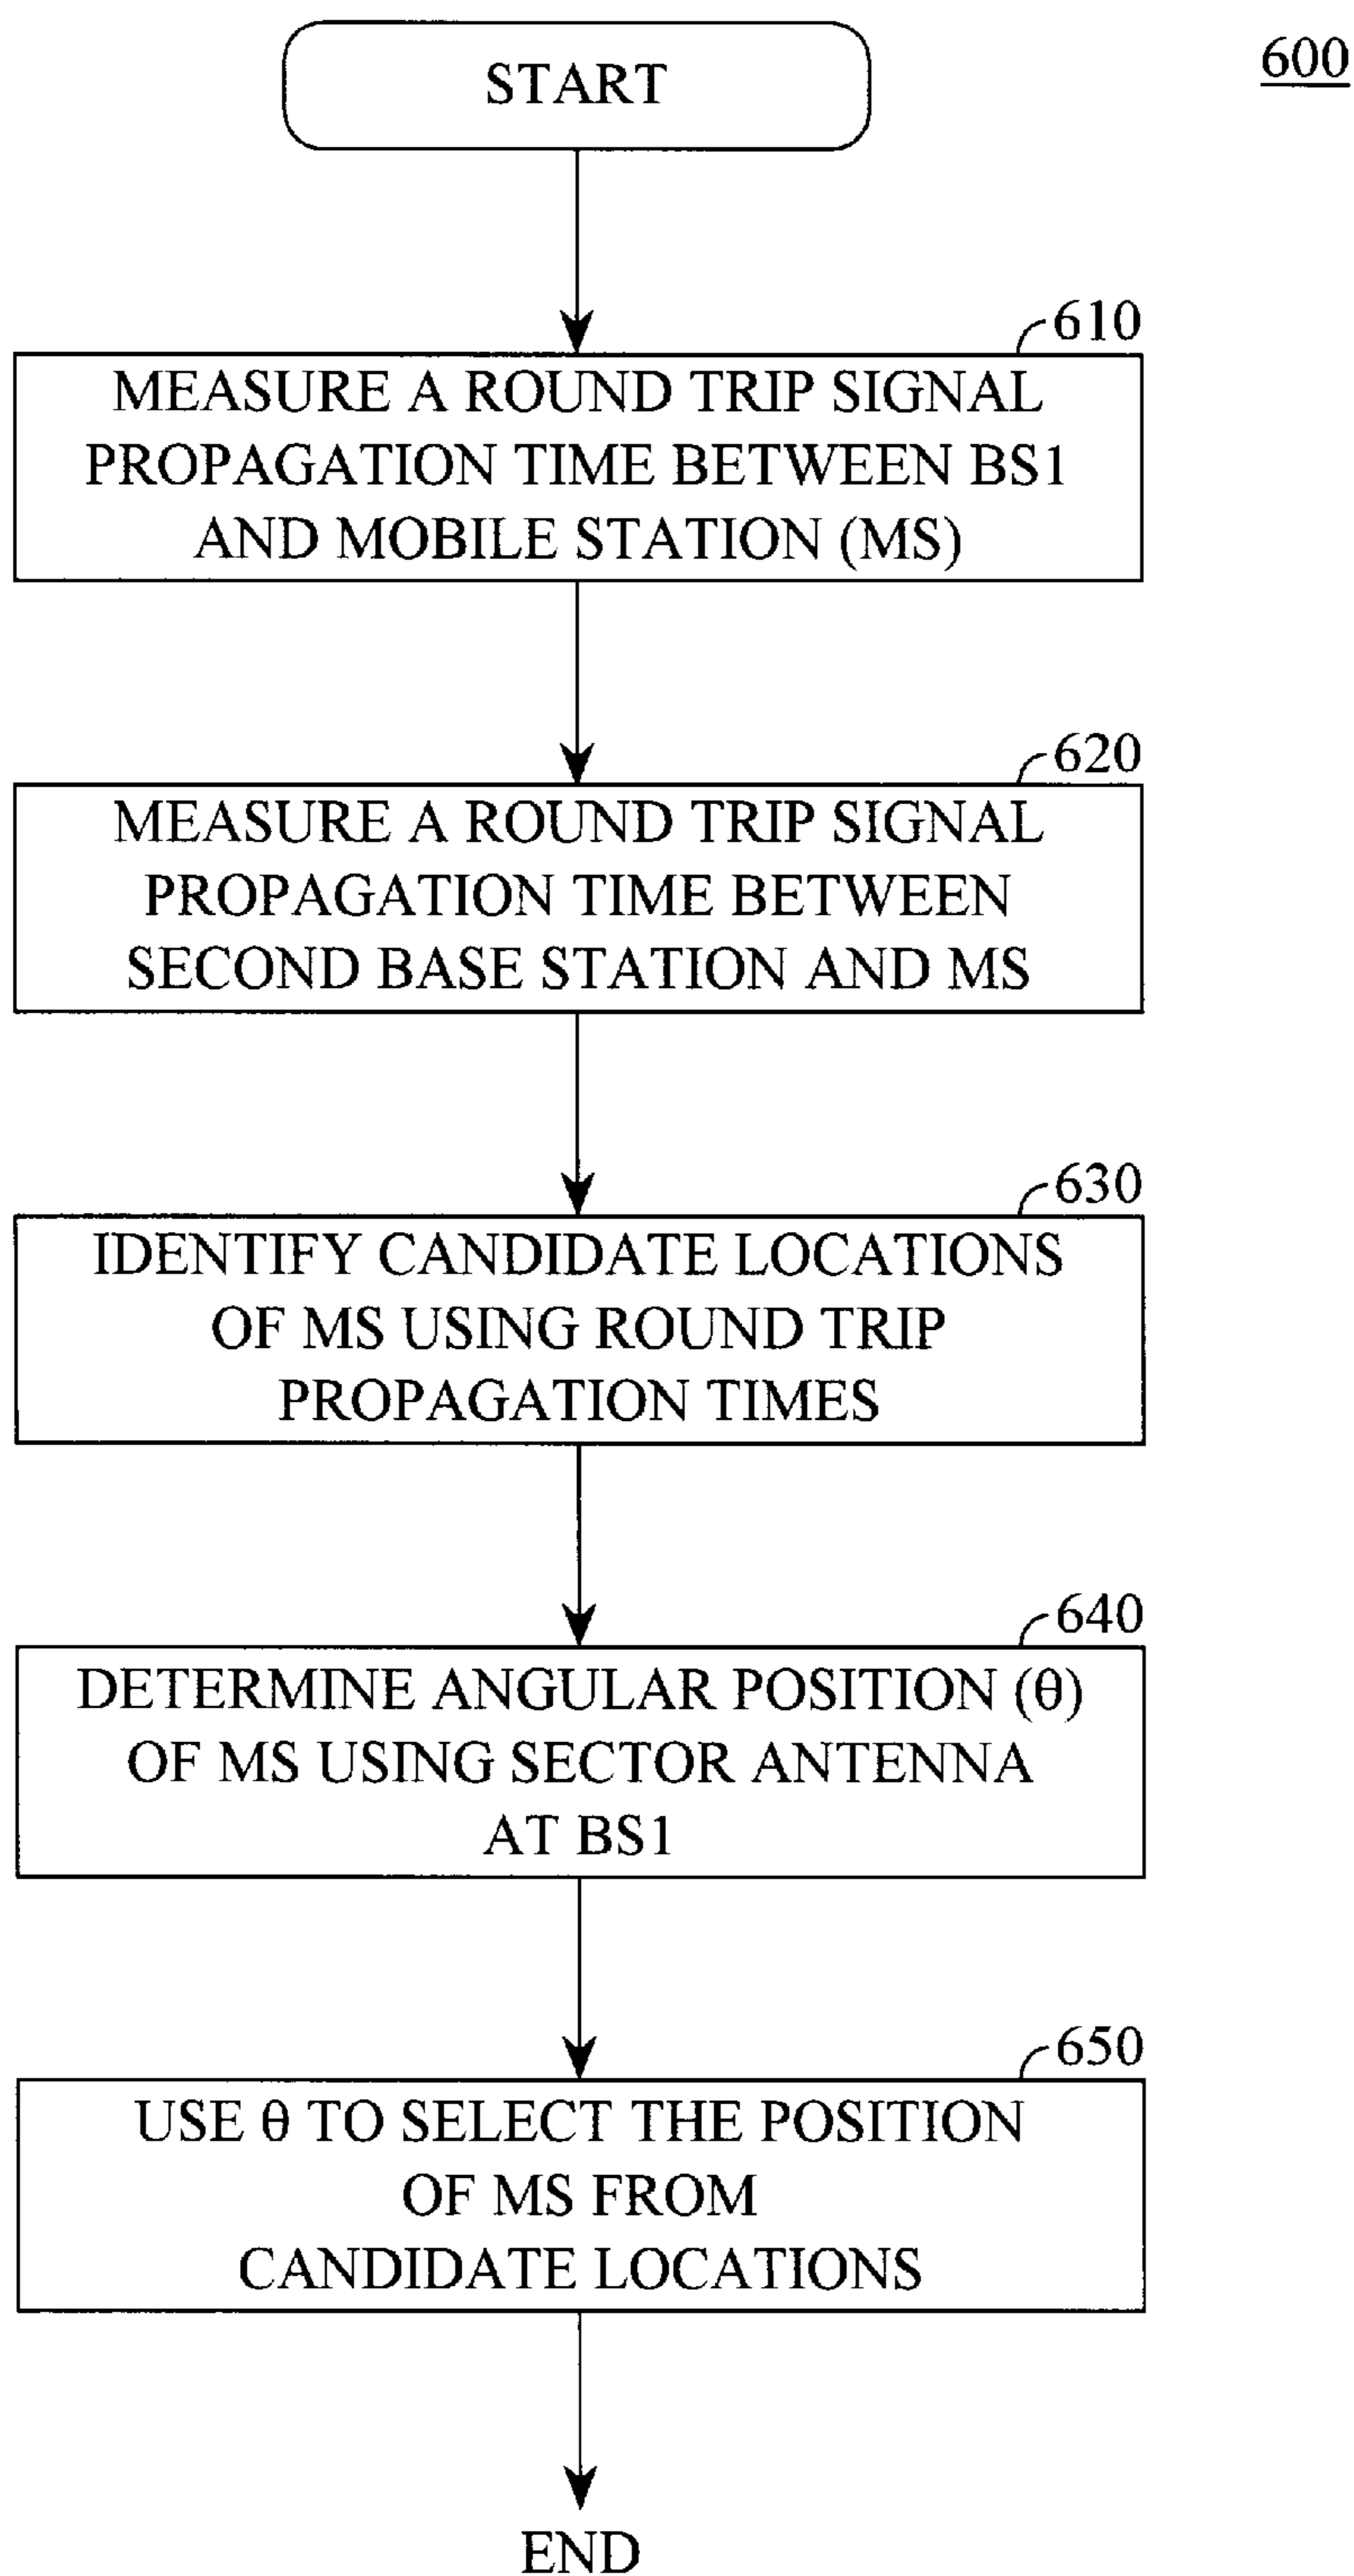 START
600
610
MEASURE A ROUND TRIP SIGNAL
PROPAGATION TIME BETWEEN BS1
AND MOBILE STATION (MS)
620
MEASURE A ROUND TRIP SIGNAL
PROPAGATION TIME BETWEEN
SECOND BASE STATION AND MS
630
IDENTIFY CANDIDATE LOCATIONS
OF MS USING ROUND TRIP
PROPAGATION TIMES
640
DETERMINE ANGULAR POSITION (θ)
OF MS USING SECTOR ANTENNA
AT BS1
650
USE θ TO SELECT THE POSITION
OF MS FROM
CANDIDATE LOCATIONS
END